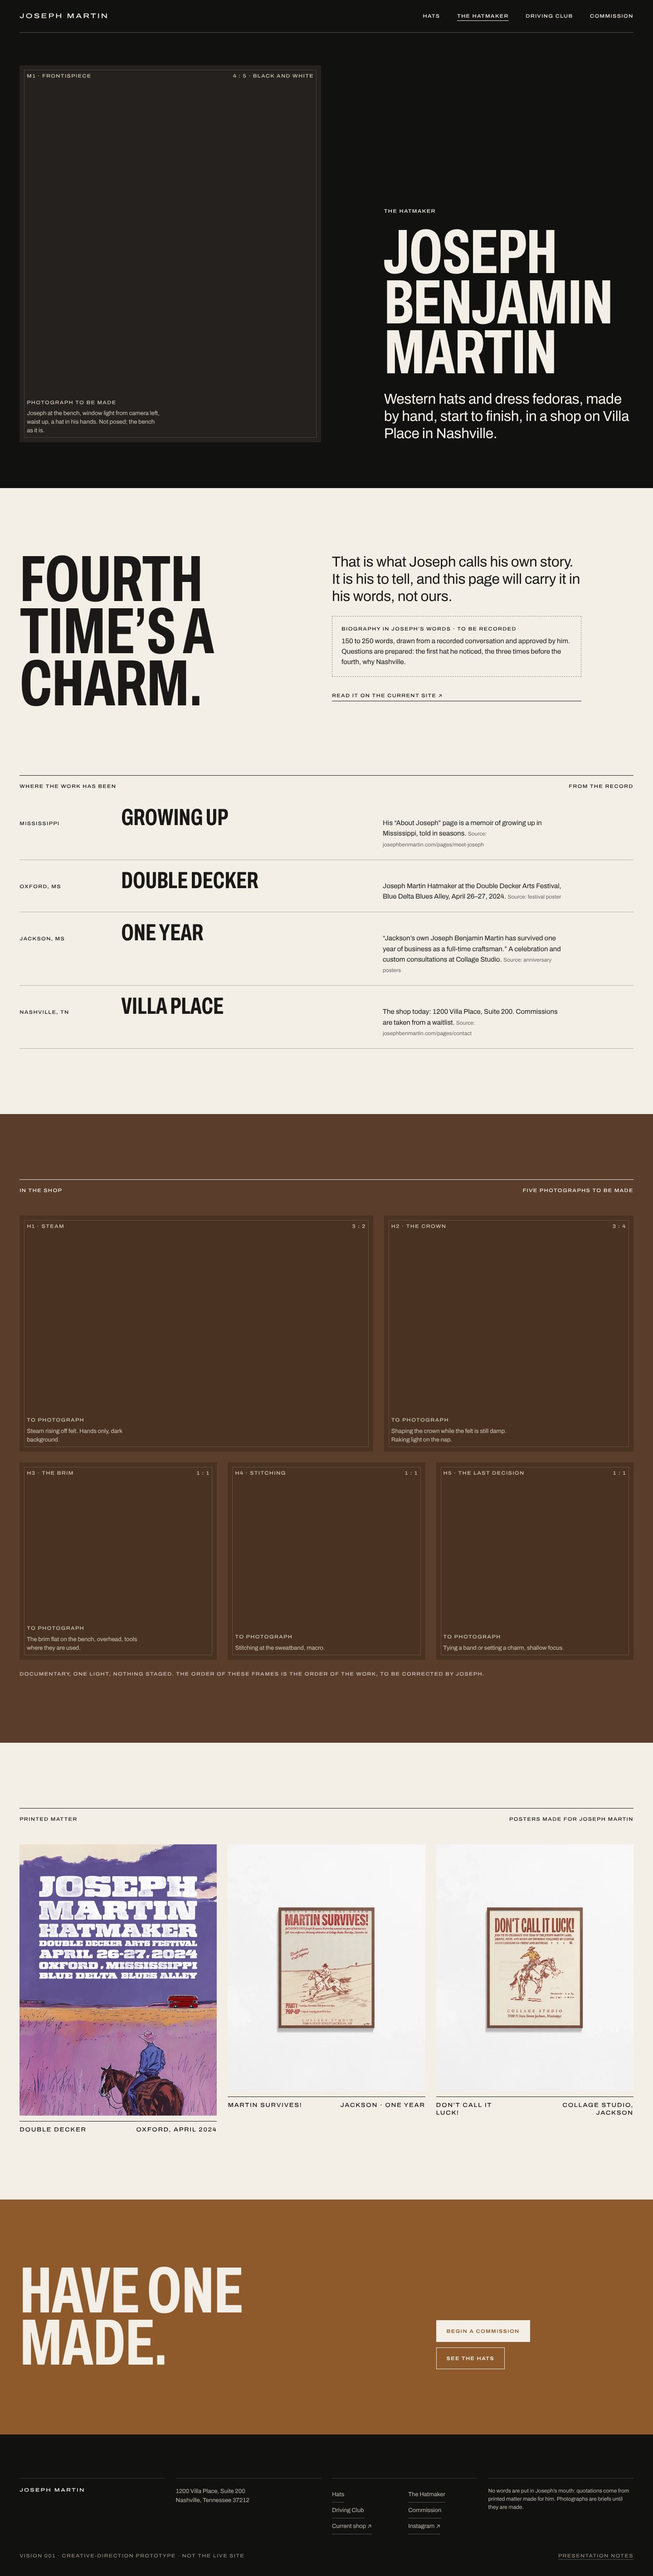 JOSEPH MARTIN
HATS
THE HATMAKER
DRIVING CLUB
COMMISSION
M1 · FRONTISPIECE
4 : 5 · BLACK AND WHITE
PHOTOGRAPH TO BE MADE
Joseph at the bench, window light from camera left,
waist up, a hat in his hands. Not posed; the bench
as it is.
THE HATMAKER
JOSEPH
BENJAMIN
MARTIN
Western hats and dress fedoras, made
by hand, start to finish, in a shop on Villa
Place in Nashville.
FOURTH
TIME’S A
CHARM.
That is what Joseph calls his own story.
It is his to tell, and this page will carry it in
his words, not ours.
BIOGRAPHY IN JOSEPH’S WORDS · TO BE RECORDED
150 to 250 words, drawn from a recorded conversation and approved by him.
Questions are prepared: the first hat he noticed, the three times before the
fourth, why Nashville.
READ IT ON THE CURRENT SITE ↗
WHERE THE WORK HAS BEEN
FROM THE RECORD
MISSISSIPPI
GROWING UP
His “About Joseph” page is a memoir of growing up in
Mississippi, told in seasons. Source:
josephbenmartin.com/pages/meet-joseph
OXFORD, MS
DOUBLE DECKER
Joseph Martin Hatmaker at the Double Decker Arts Festival,
Blue Delta Blues Alley, April 26–27, 2024. Source: festival poster
JACKSON, MS
ONE YEAR
“Jackson’s own Joseph Benjamin Martin has survived one
year of business as a full-time craftsman.” A celebration and
custom consultations at Collage Studio. Source: anniversary
posters
NASHVILLE, TN
VILLA PLACE
The shop today: 1200 Villa Place, Suite 200. Commissions
are taken from a waitlist. Source:
josephbenmartin.com/pages/contact
IN THE SHOP
FIVE PHOTOGRAPHS TO BE MADE
H1 · STEAM
3 : 2
TO PHOTOGRAPH
Steam rising off felt. Hands only, dark
background.
H2 · THE CROWN
3 : 4
TO PHOTOGRAPH
Shaping the crown while the felt is still damp.
Raking light on the nap.
H3 · THE BRIM
1 : 1
TO PHOTOGRAPH
The brim flat on the bench, overhead, tools
where they are used.
H4 · STITCHING
1 : 1
TO PHOTOGRAPH
Stitching at the sweatband, macro.
H5 · THE LAST DECISION
1 : 1
TO PHOTOGRAPH
Tying a band or setting a charm, shallow focus.
DOCUMENTARY, ONE LIGHT, NOTHING STAGED. THE ORDER OF THESE FRAMES IS THE ORDER OF THE WORK, TO BE CORRECTED BY JOSEPH.
PRINTED MATTER
POSTERS MADE FOR JOSEPH MARTIN
JOSEPH
MARTIN
HATMAKER
DOUBLE DECKER ARTS FESTIVAL
APRIL 26-27, 2024
OXFORD, MISSISSIPPI
BLUE DELTA BLUES ALLEY
DOUBLE DECKER
OXFORD, APRIL 2024
MARTIN SURVIVES!
PARTY
POP-UP
COLLAGE STUDIO
MARTIN SURVIVES!
JACKSON · ONE YEAR
DON'T CALL IT LUCK!
COLLAGE STUDIO
DON’T CALL IT
LUCK!
COLLAGE STUDIO,
JACKSON
HAVE ONE
MADE.
BEGIN A COMMISSION
SEE THE HATS
JOSEPH MARTIN
1200 Villa Place, Suite 200
Nashville, Tennessee 37212
Hats
Driving Club
Current shop ↗
The Hatmaker
Commission
Instagram ↗
No words are put in Joseph’s mouth: quotations come from
printed matter made for him. Photographs are briefs until
they are made.
VISION 001 · CREATIVE-DIRECTION PROTOTYPE · NOT THE LIVE SITE
PRESENTATION NOTES